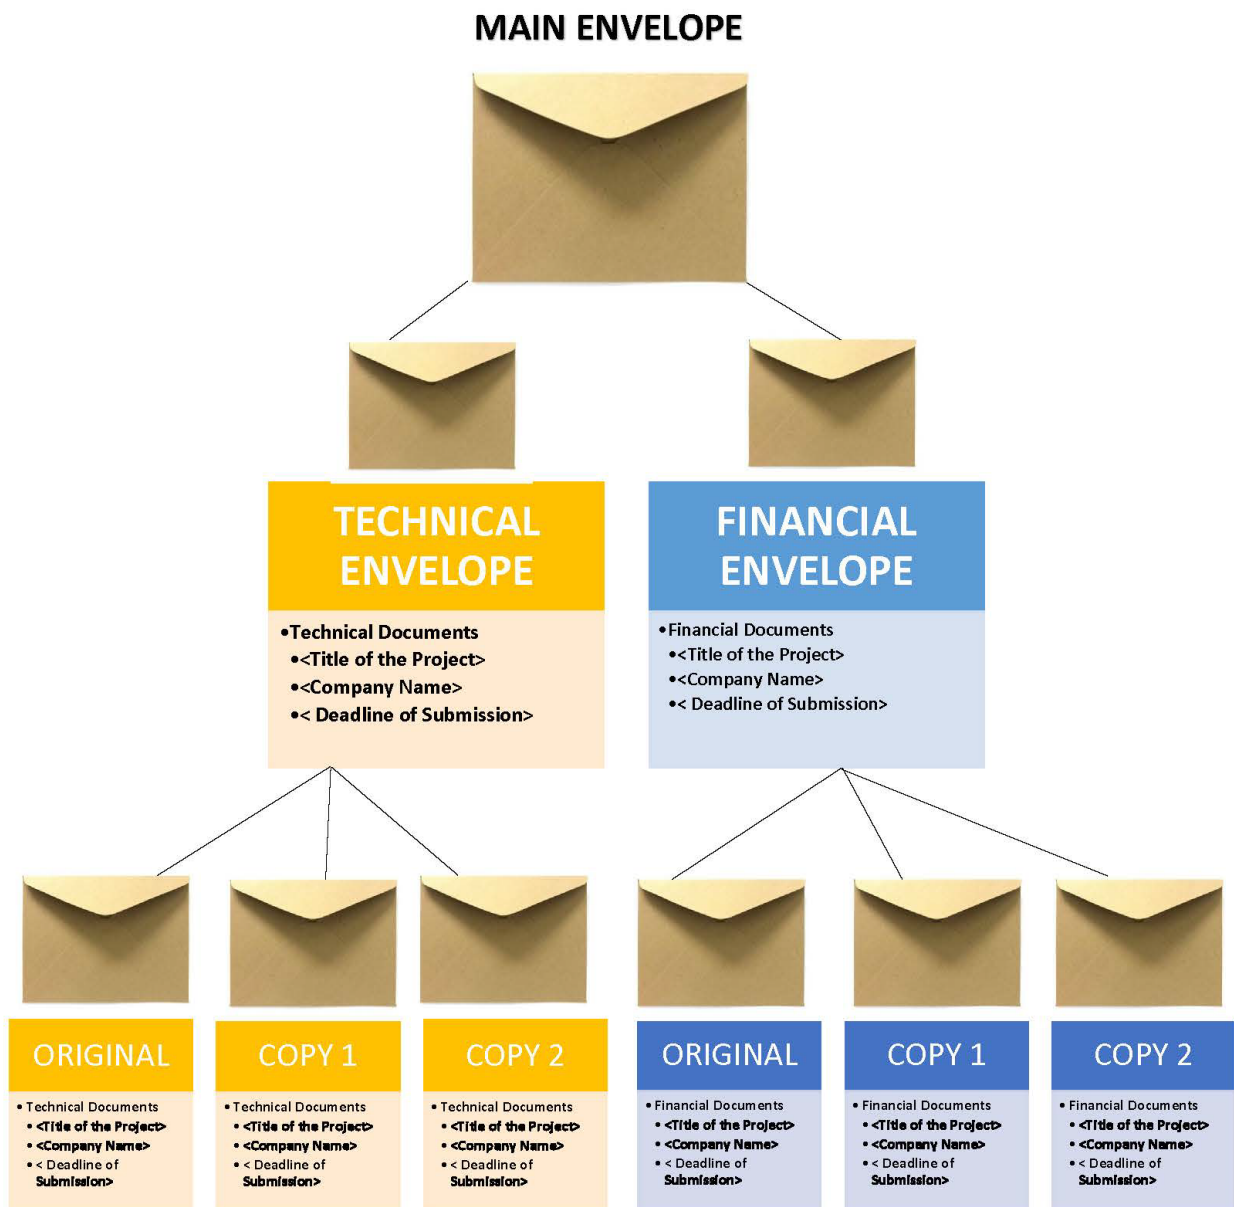 MAIN ENVELOPE
TECHNICAL
ENVELOPE
•Technical Documents
•<Title of the Project>
•<Company Name>
•< Deadline of Submission>
FINANCIAL
ENVELOPE
•Financial Documents
•<Title of the Project>
•<Company Name>
•< Deadline of Submission>
ORIGINAL
• Technical Documents
• <Title of the Project>
• <Company Name>
• < Deadline of
Submission>
COPY 1
• Technical Documents
• <Title of the Project>
• <Company Name>
• < Deadline of
Submission>
COPY 2
• Technical Documents
• <Title of the Project>
• <Company Name>
• < Deadline of
Submission>
ORIGINAL
• Financial Documents
• <Title of the Project>
• <Company Name>
• < Deadline of
Submission>
COPY 1
• Financial Documents
• <Title of the Project>
• <Company Name>
• < Deadline of
Submission>
COPY 2
• Financial Documents
• <Title of the Project>
• <Company Name>
• < Deadline of
Submission>